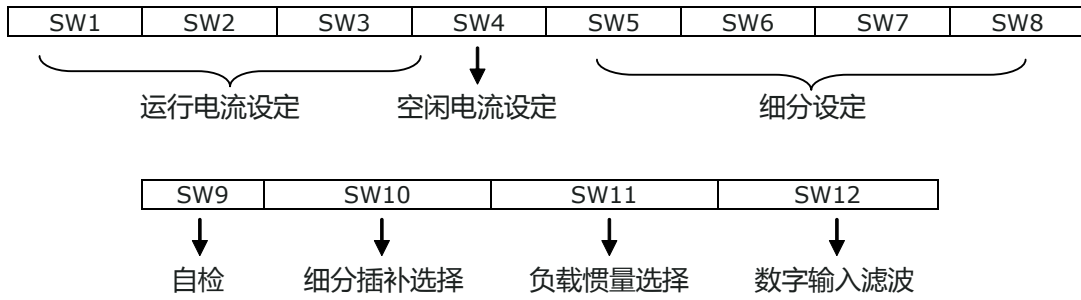 SW1 SW2 SW3 SW4 SW5 SW6 SW7 SW8
运行电流设定 空闲电流设定 细分设定
SW9 SW10 SW11 SW12
自检 细分插补选择 负载惯量选择 数字输入滤波